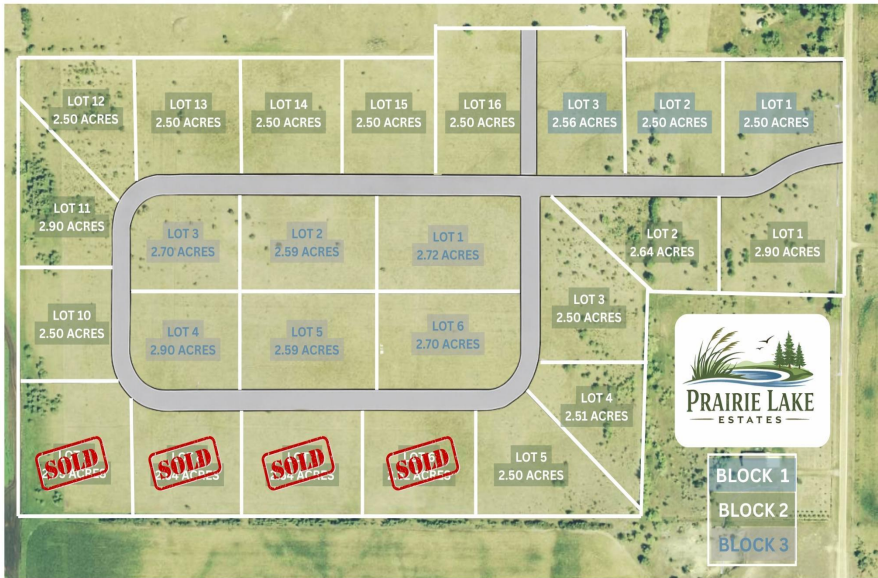 LOT 12
2.50 ACRES
LOT 13
2.50 ACRES
LOT 14
2.50 ACRES
LOT 15
2.50 ACRES
LOT 16
2.50 ACRES
LOT 3
2.56 ACRES
LOT 2
2.50 ACRES
LOT 1
2.50 ACRES
LOT 11
2.90 ACRES
LOT 3
2.70 ACRES
LOT 2
2.59 ACRES
LOT 1
2.72 ACRES
LOT 2
2.64 ACRES
LOT 1
2.90 ACRES
LOT 10
2.50 ACRES
LOT 4
2.90 ACRES
LOT 5
2.59 ACRES
LOT 6
2.70 ACRES
LOT 3
2.50 ACRES
LOT 4
2.51 ACRES
LOT 5
2.50 ACRES
LOT
SOLD
ACRES
SOLD
ACRES
SOLD
ACRES
LOT
SOLD
ACRES
PRAIRIE LAKE
ESTATES
BLOCK 1
BLOCK 2
BLOCK 3